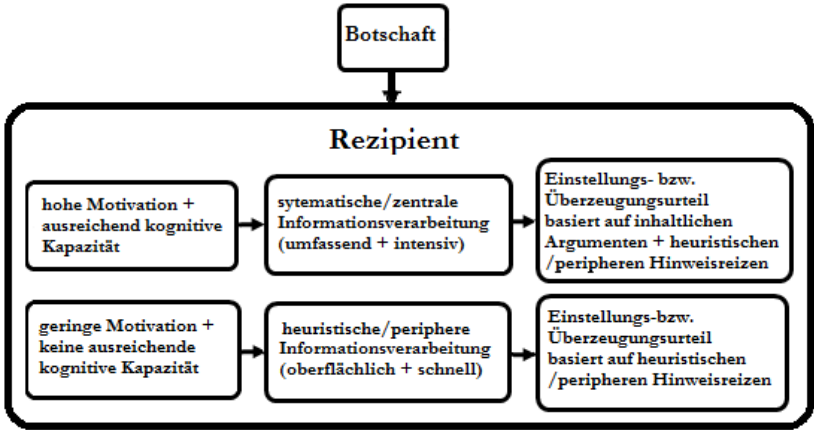 Botschaft
Rezipient
hohe Motivation +
ausreichend kognitive
Kapazität
sytematische/zentrale
Informationsverarbeitung
(umfassend + intensiv)
Einstellungs- bzw.
Überzeugungsurteil
basiert auf inhaltlichen
Argumenten + heuristischen
/peripheren Hinweisreizen
geringe Motivation +
keine ausreichende
kognitive Kapazität
heuristische/periphere
Informationsverarbeitung
(oberflächlich + schnell)
Einstellungs-bzw.
Überzeugungsurteil
basiert auf heuristischen
/peripheren Hinweisreizen